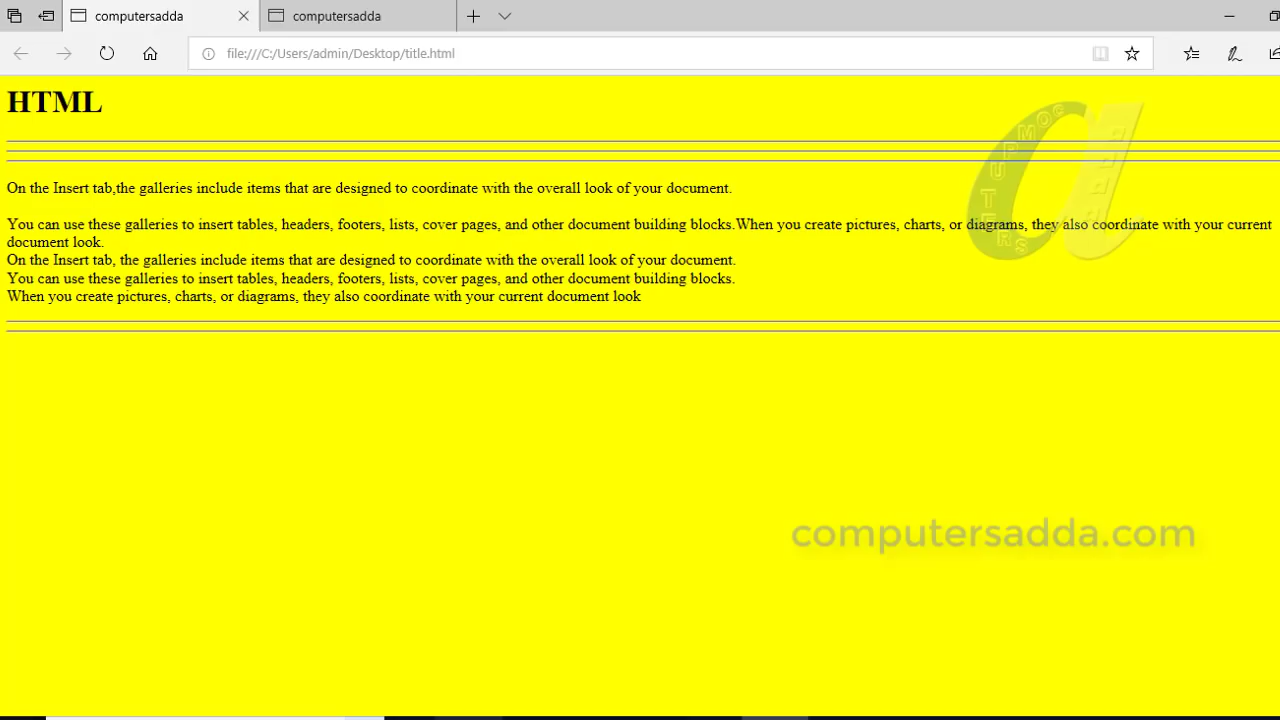 computersadda
computersadda
file:///C:/Users/admin/Desktop/title.html
HTML
On the Insert tab,the galleries include items that are designed to coordinate with the overall look of your document.
You can use these galleries to insert tables, headers, footers, lists, cover pages, and other document building blocks.When you create pictures, charts, or diagrams, they also coordinate with your current
document look.
On the Insert tab, the galleries include items that are designed to coordinate with the overall look of your document.
You can use these galleries to insert tables, headers, footers, lists, cover pages, and other document building blocks.
When you create pictures, charts, or diagrams, they also coordinate with your current document look
computersadda.com